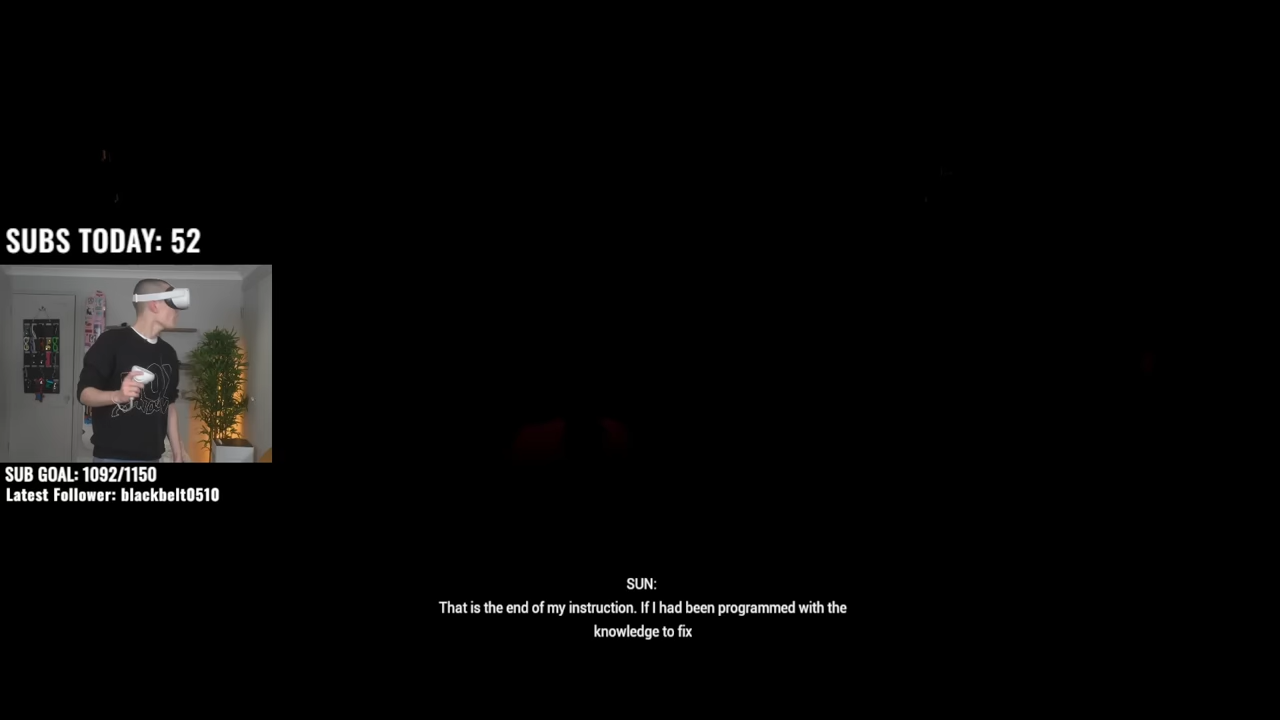 SUBS TODAY: 52
SUB GOAL: 1092/1150
Latest Follower: blackbelt0510
SUN:
That is the end of my instruction. If I had been programmed with the
knowledge to fix